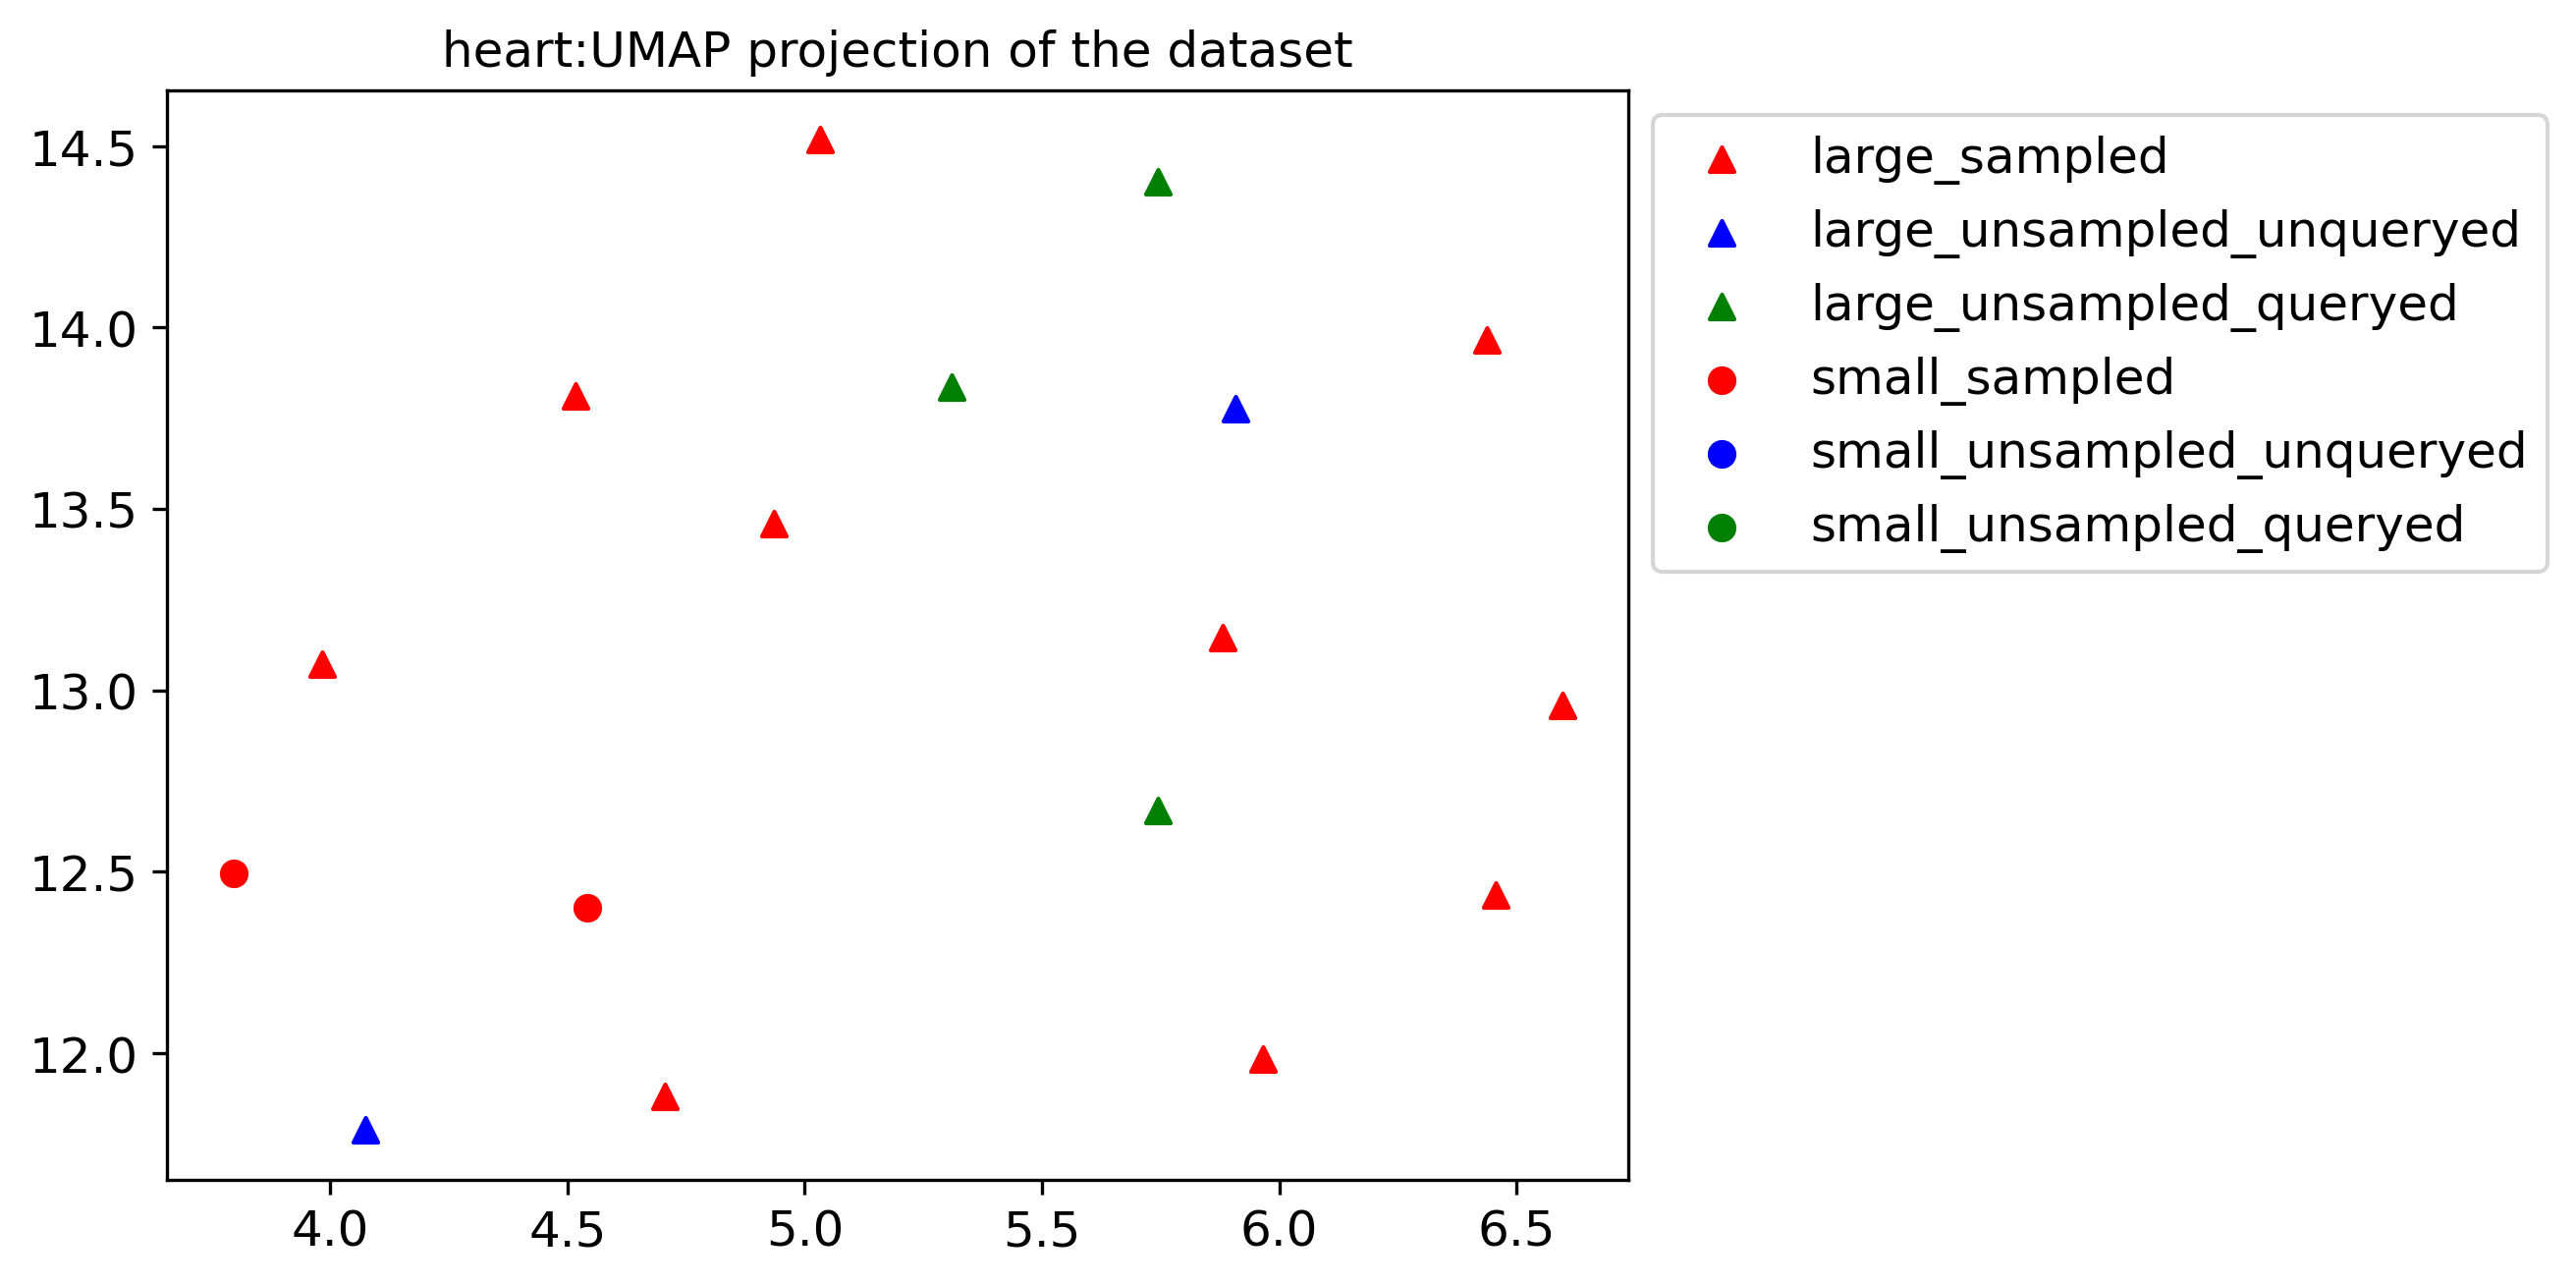 heart:UMAP projection of the dataset
14.5
14.0
13.5
13.0
12.5
12.0
4.0 4.5 5.0 5.5 6.0 6.5
large_sampled
large_unsampled_unqueryed
large_unsampled_queryed
small_sampled
small_unsampled_unqueryed
small_unsampled_queryed